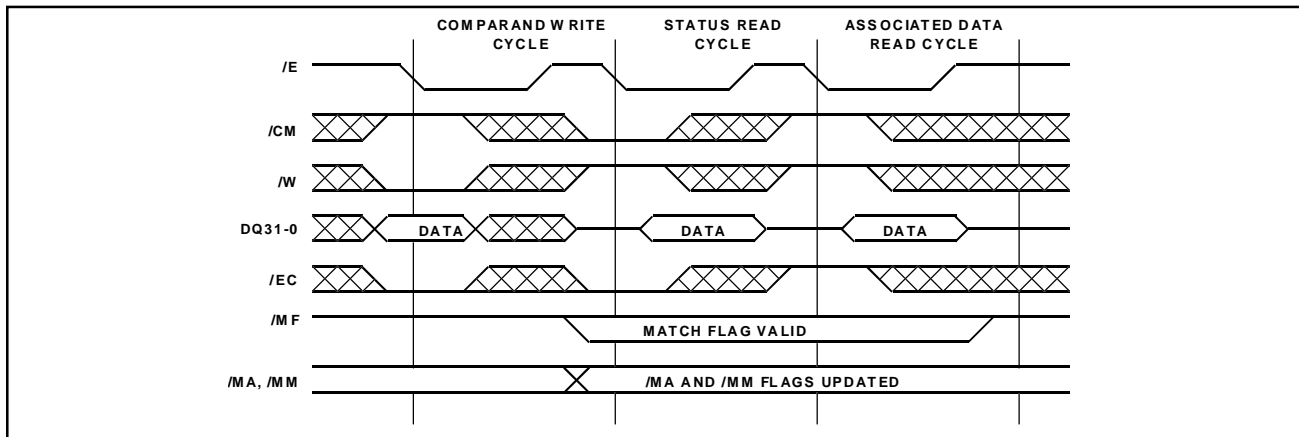 COMPARAND WRITE
CYCLE
STATUS READ
CYCLE
ASSOCIATED DATA
READ CYCLE
/E
/CM
/W
DQ31-0
DATA
DATA
DATA
/EC
/MF
MATCH FLAG VALID
/MA, /MM
/MA AND /MM FLAGS UPDATED